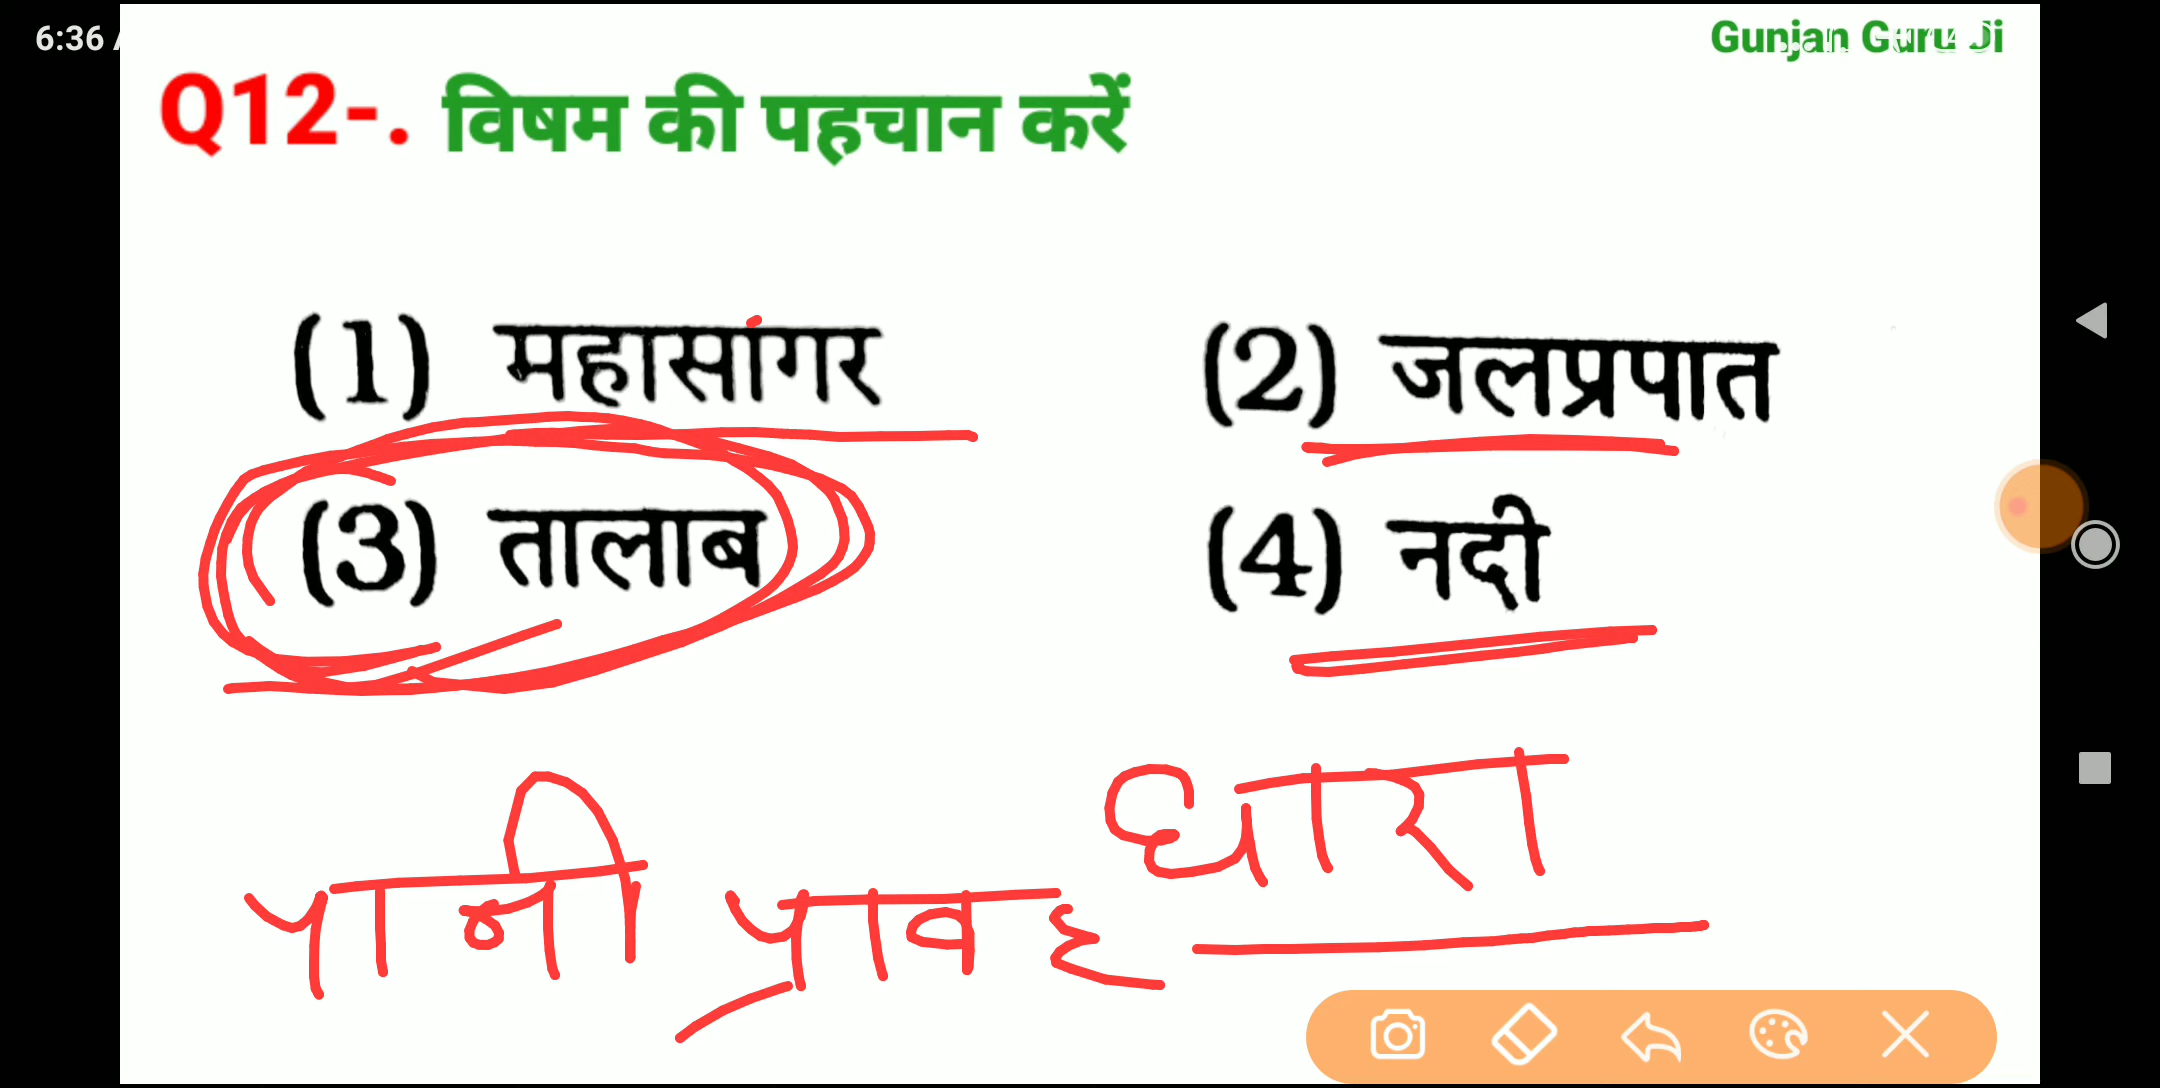 6:36
Gunjan Guru Ji
Q12-. विषम की पहचान करें
(1) महासागर (2) जलप्रपात
(3) तालाब (4) नदी
धारा
पानी प्रावह